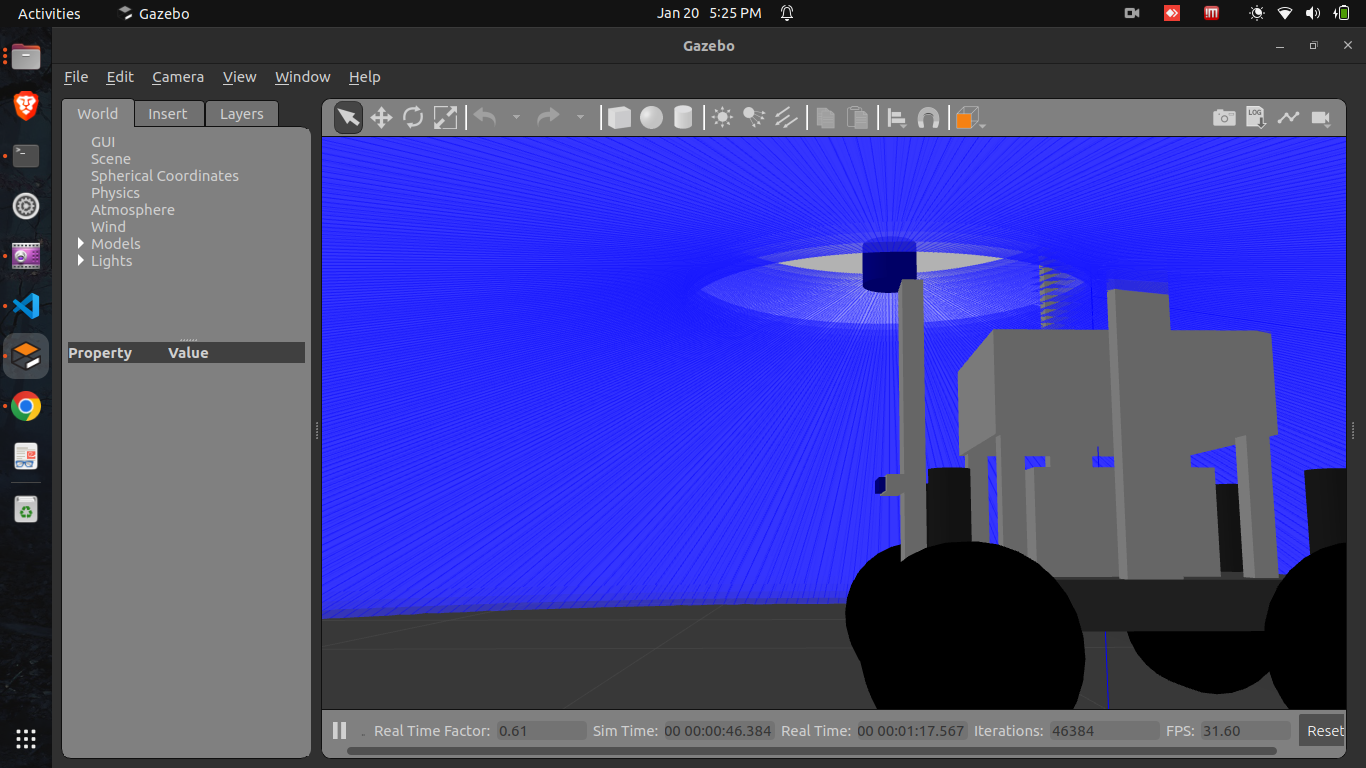 Activities Gazebo Jan 20 5:25 PM
Gazebo
File Edit Camera View Window Help
World Insert Layers
LOG
GUI
Scene
Spherical Coordinates
Physics
Atmosphere
Wind
Models
Lights
Property Value
Real Time Factor: 0.61 Sim Time: 00 00:00:46.384 Real Time: 00 00:01:17.567 Iterations: 46384 FPS: 31.60 Reset